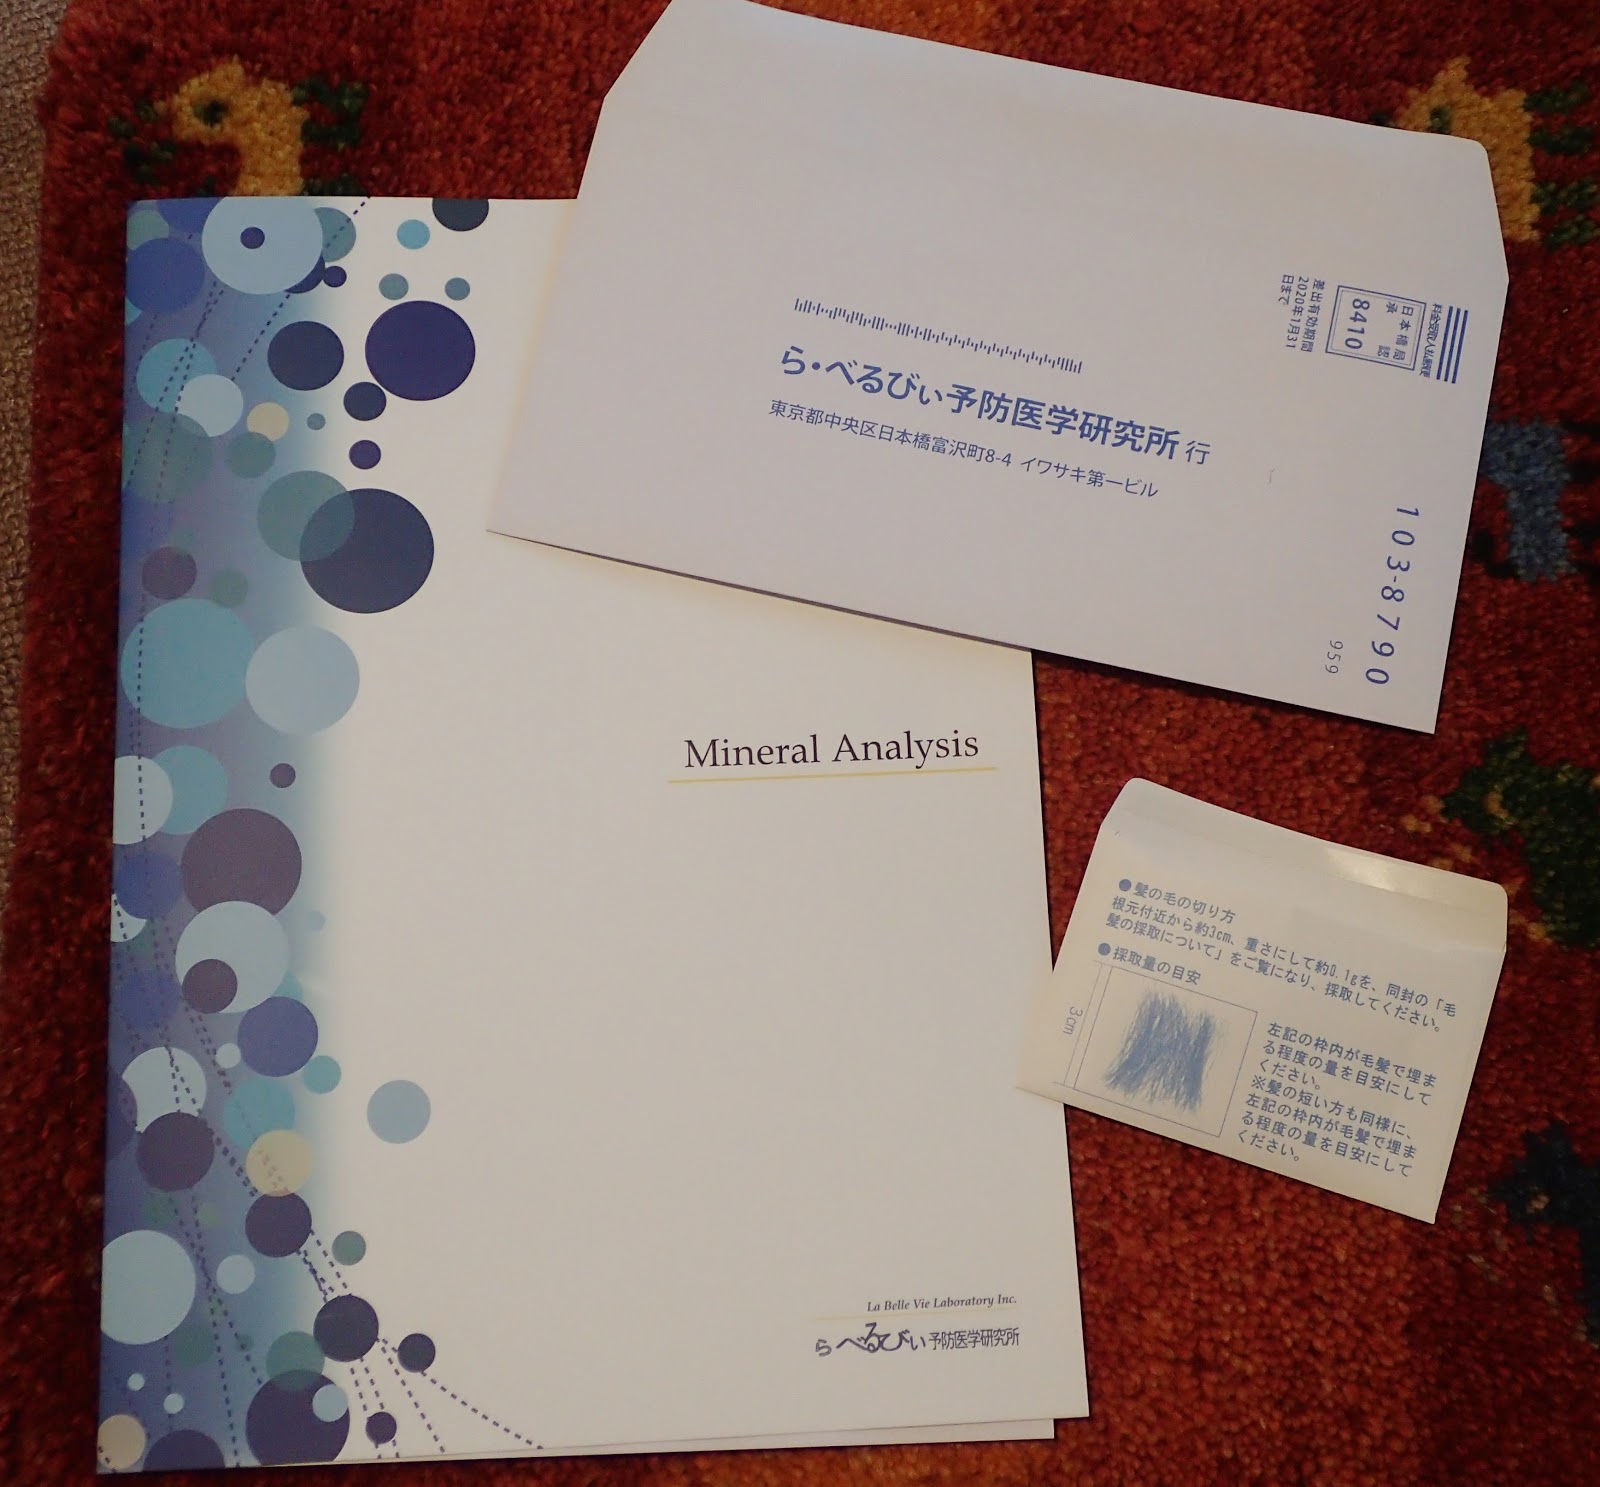 料金受取人払郵便
日本橋局
承認
8410
差出有効期間
2020年1月31
日まで
ら・べるびぃ予防医学研究所 行
東京都中央区日本橋富沢町8-4 イワサキ第一ビル
103-8790
959
Mineral Analysis
La Belle Vie Laboratory Inc.
ら べるびぃ 予防医学研究所
●髪の毛の切り方
根元付近から約3cm、重さにして約0.1gを、同封の「毛
髪の採取について」をご覧になり、採取してください。
●採取量の目安
3cm
左記の枠内が毛髪で埋ま
る程度の量を目安にして
ください。
※髪の短い方も同様に、
左記の枠内が毛髪で埋ま
る程度の量を目安にして
ください。